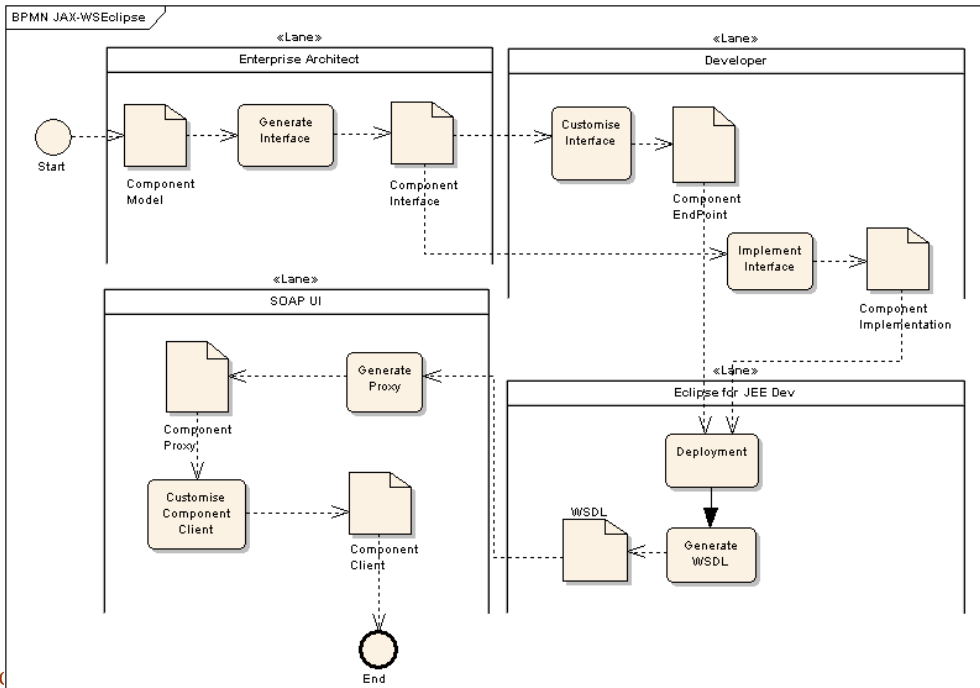 BPMN JAX-WSEclipse
«Lane»
Enterprise Architect
Start
Component
Model
Generate
Interface
Component
Interface
«Lane»
Developer
Customise
Interface
Component
EndPoint
Implement
Interface
Component
Implementation
«Lane»
SOAP UI
Generate
Proxy
Component
Proxy
Customise
Component
Client
Component
Client
End
«Lane»
Eclipse for JEE Dev
Deployment
Generate
WSDL
WSDL